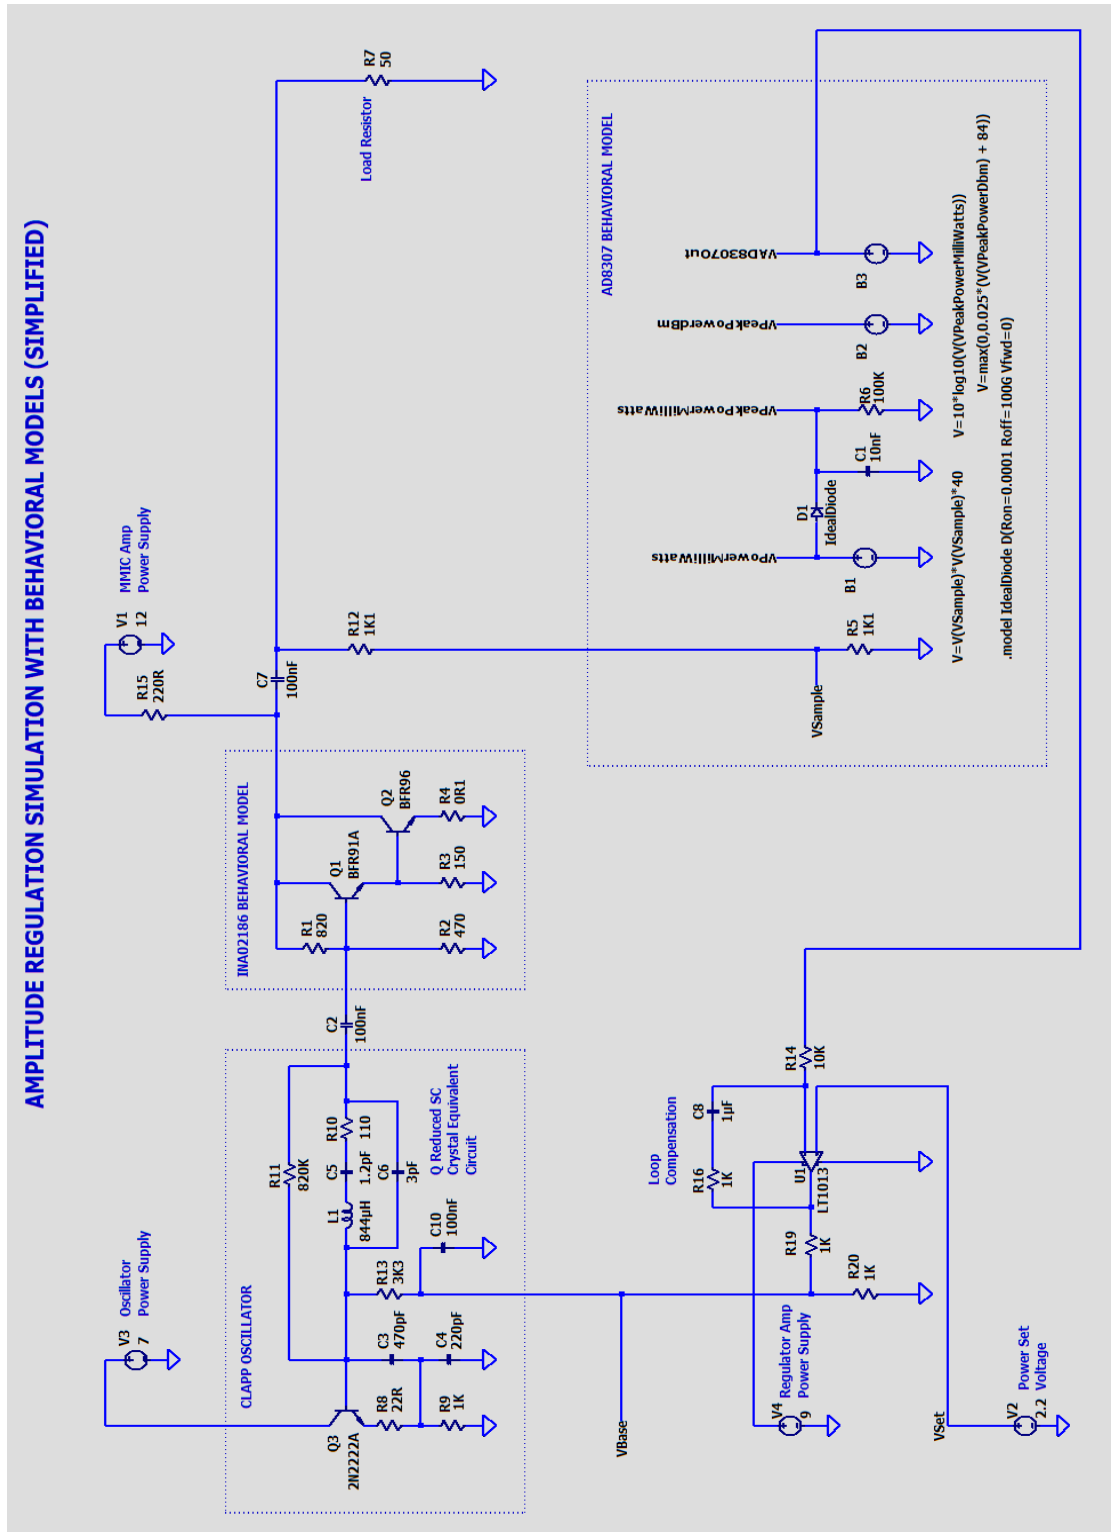 AMPLITUDE REGULATION SIMULATION WITH BEHAVIORAL MODELS (SIMPLIFIED)
V3
7
Oscillator
Power Supply
CLAPP OSCILLATOR
Q3
2N2222A
R8
22R
R9
1K
C3
470pF
C4
220pF
R13
3K3
C10
100nF
R11
820K
L1
844µH
C5
1.2pF
R10
110
C6
3pF
Q Reduced SC
Crystal Equivalent
Circuit
C2
100nF
INA02186 BEHAVIORAL MODEL
R1
820
R2
470
Q1
BFR91A
R3
150
Q2
BFR96
R4
0R1
R15
220R
V1
12
MMIC Amp
Power Supply
C7
100nF
R12
1K1
R7
50
Load Resistor
VBase
V4
9
Regulator Amp
Power Supply
VSet
V2
2.2
Power Set
Voltage
R20
1K
R19
1K
R16
1K
C8
1µF
Loop
Compensation
U1
LT1013
R14
10K
AD8307 BEHAVIORAL MODEL
VSample
R5
1K1
VPowerMilliWatts
B1
D1
IdealDiode
C1
10nF
VPeakPowerMilliWatts
R6
100K
VPeakPowerdBm
B2
VAD8307Out
B3
V=V(VSample)*V(VSample)*40
V=10*log10(V(VPeakPowerMilliWatts))
V=max(0,0.025*(V(VPeakPowerDbm) + 84))
.model IdealDiode D(Ron=0.0001 Roff=100G Vfwd=0)